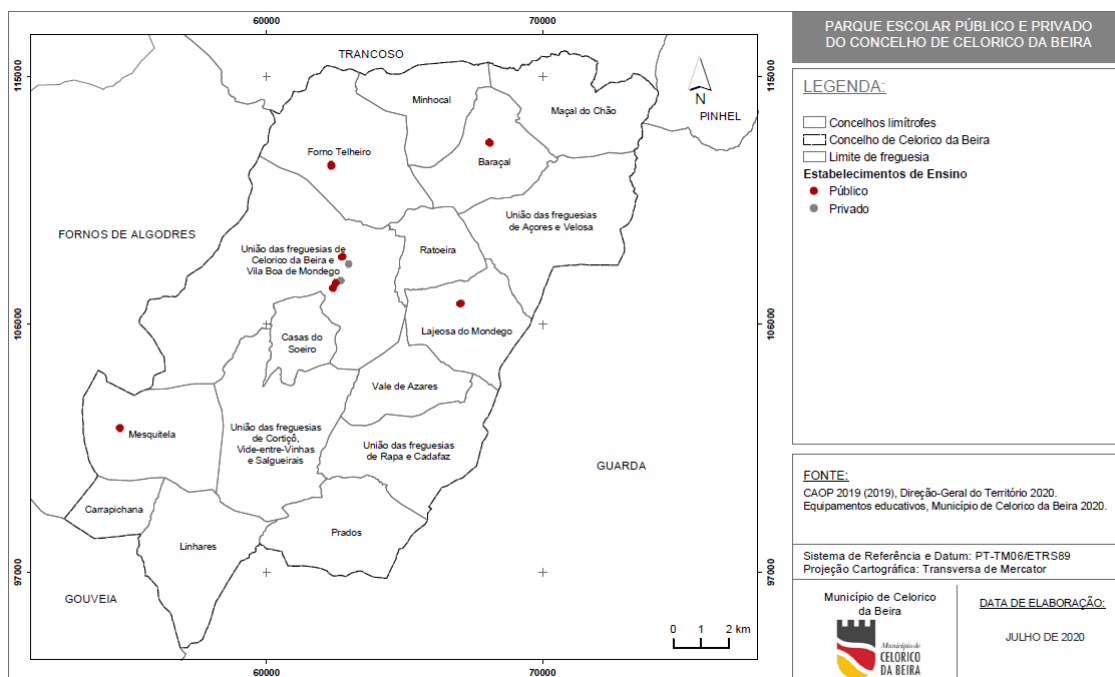 60000
70000
PARQUE ESCOLAR PÚBLICO E PRIVADO
DO CONCELHO DE CELORICO DA BEIRA
TRANCOSO
115000
115000
Minhocal
Maçal do Chão
N
PINHEL
LEGENDA:
Concelhos limítrofes
Concelho de Celorico da Beira
Limite de freguesia
Estabelecimentos de Ensino
Público
Privado
Forno Telheiro
Baraçal
União das freguesias
de Açores e Velosa
FORNOS DE ALGODRES
União das freguesias de
Celorico da Beira e
Vila Boa de Mondego
Ratoeira
106000
106000
Lajeosa do Mondego
Casas do
Soeiro
Vale de Azares
Mesquitela
União das freguesias
de Cortiçô,
Vide-entre-Vinhas
e Salgueirais
União das freguesias
de Rapa e Cadafaz
GUARDA
FONTE:
CAOP 2019 (2019), Direção-Geral do Território 2020.
Equipamentos educativos, Município de Celorico da Beira 2020.
Carrapichana
Linhares
Prados
Sistema de Referência e Datum: PT-TM06/ETRS89
Projeção Cartográfica: Transversa de Mercator
97000
97000
GOUVEIA
0 1 2 km
Município de Celorico
da Beira
Município de
CELORICO
DA BEIRA
DATA DE ELABORAÇÃO:
JULHO DE 2020
60000
70000